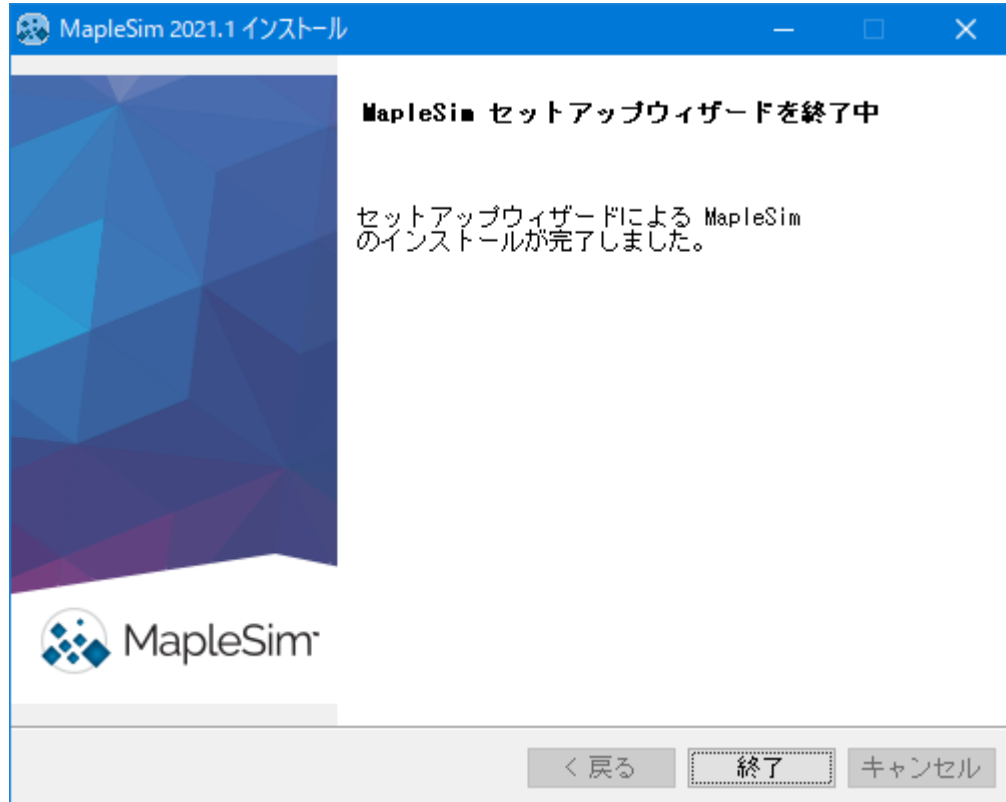 MapleSim 2021.1 インストール
MapleSim セットアップウィザードを終了中
セットアップウィザードによる MapleSim
のインストールが完了しました。
MapleSim
< 戻る
終了
キャンセル